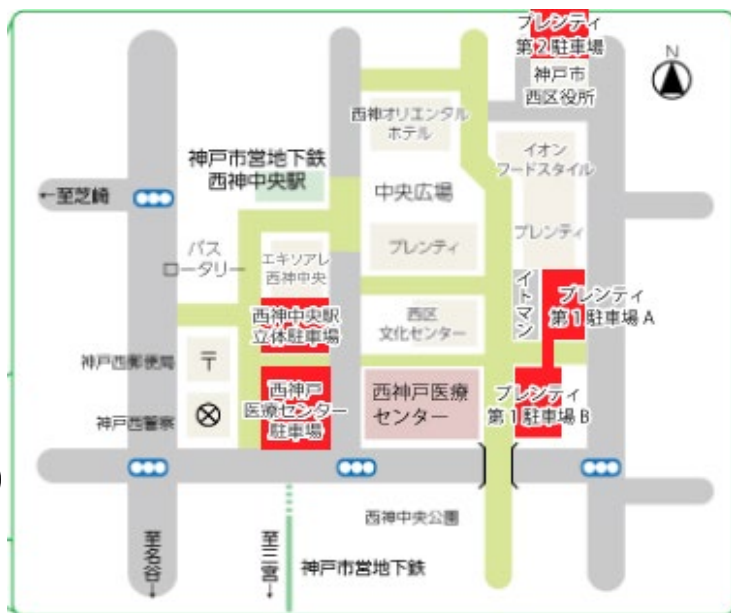 プレンティ
第2駐車場
N
神戸市
西区役所
西神オリエンタル
ホテル
イオン
フードスタイル
神戸市営地下鉄
西神中央駅
←至芝崎
中央広場
バス
ロータリー
エキソアレ
西神中央
プレンティ
プレンティ
イトマン
プレンティ
第1駐車場A
西神中央駅
立体駐車場
西区
文化センター
神戸西郵便局
〒
西神戸
医療センター
駐車場
西神戸医療
センター
プレンティ
第1駐車場B
神戸西警察
西神中央公園
至名谷→
至三宮→
神戸市営地下鉄